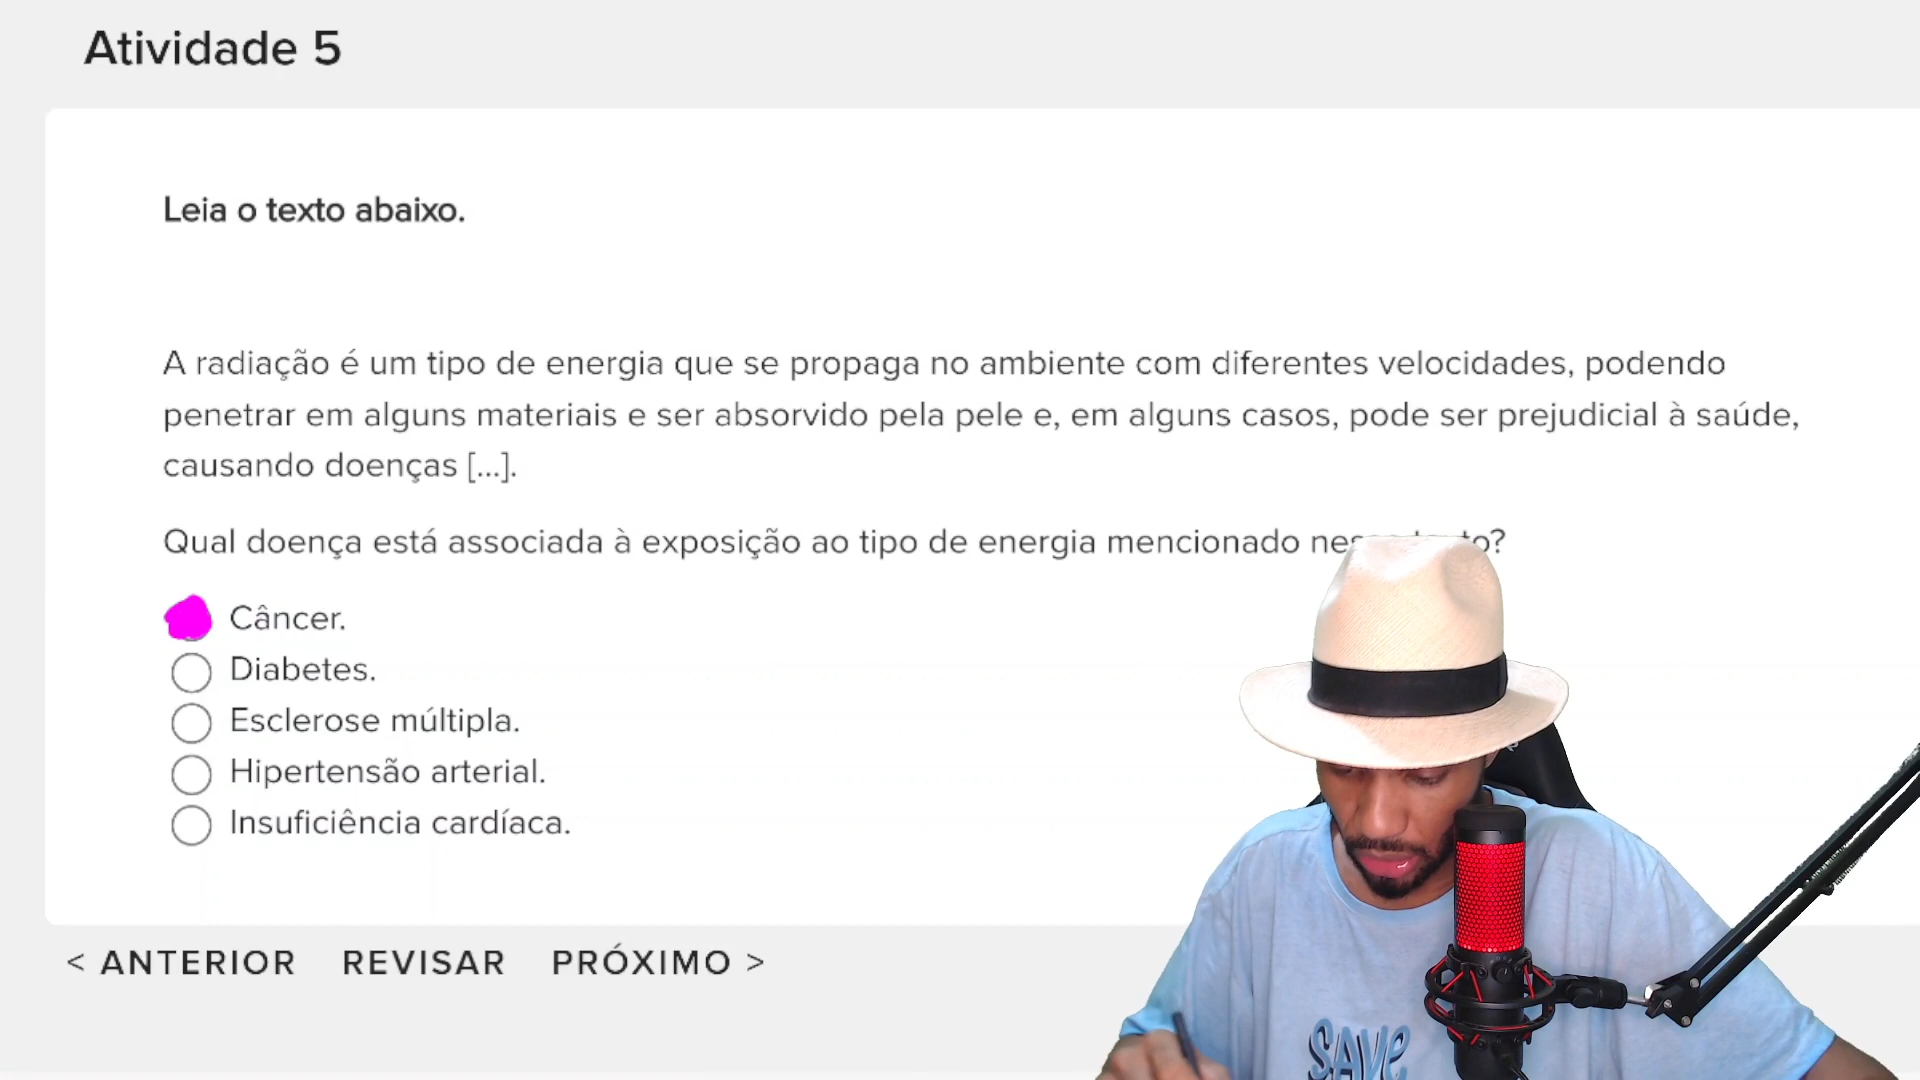 Atividade 5
Leia o texto abaixo.
A radiação é um tipo de energia que se propaga no ambiente com diferentes velocidades, podendo
penetrar em alguns materiais e ser absorvido pela pele e, em alguns casos, pode ser prejudicial à saúde,
causando doenças [...].
Qual doença está associada à exposição ao tipo de energia mencionado
Câncer.
Diabetes.
Esclerose múltipla.
Hipertensão arterial.
Insuficiência cardíaca.
< ANTERIOR REVISAR PRÓXIMO >
SAVE